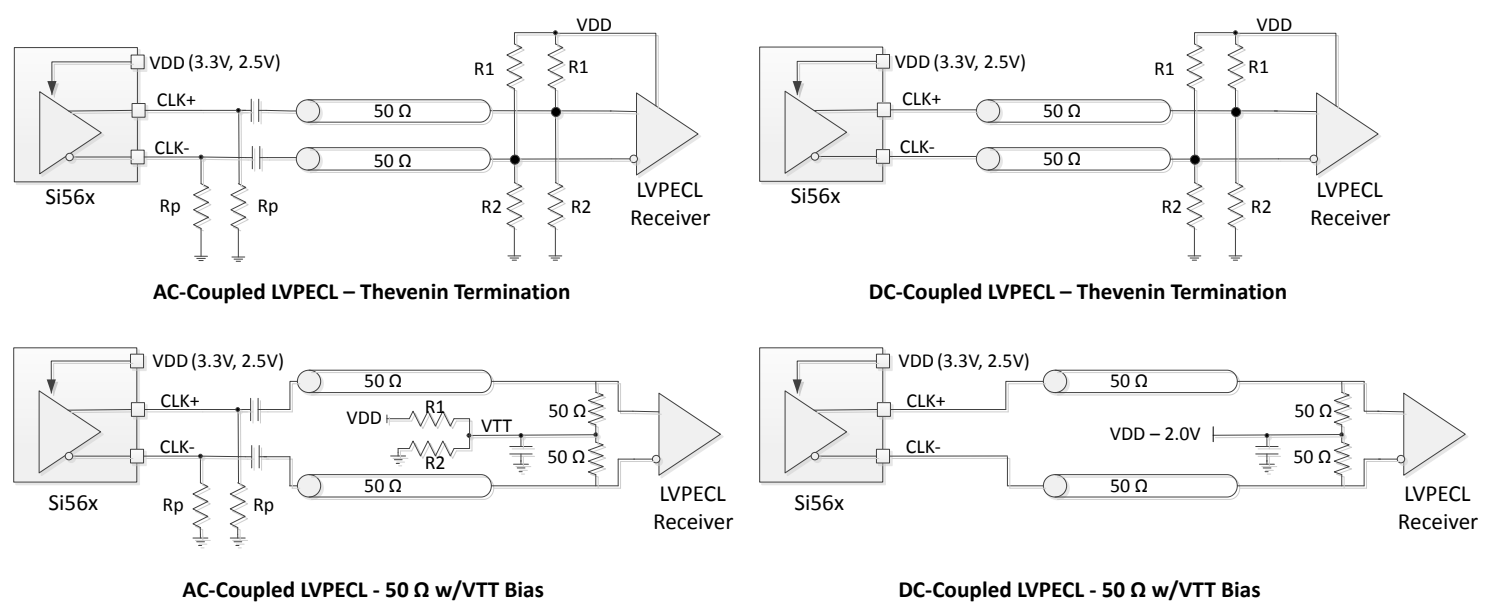 VDD
VDD (3.3V, 2.5V)
R1
R1
CLK+
50 Ω
CLK-
50 Ω
Si56x
Rp
Rp
R2
R2
LVPECL
Receiver
AC-Coupled LVPECL – Thevenin Termination
VDD
VDD (3.3V, 2.5V)
R1
R1
CLK+
50 Ω
CLK-
50 Ω
Si56x
R2
R2
LVPECL
Receiver
DC-Coupled LVPECL – Thevenin Termination
VDD (3.3V, 2.5V)
50 Ω
CLK+
VDD
R1
VTT
50 Ω
CLK-
R2
50 Ω
50 Ω
Si56x
Rp
Rp
LVPECL
Receiver
AC-Coupled LVPECL - 50 Ω w/VTT Bias
VDD (3.3V, 2.5V)
50 Ω
CLK+
50 Ω
VDD – 2.0V
CLK-
50 Ω
50 Ω
Si56x
LVPECL
Receiver
DC-Coupled LVPECL - 50 Ω w/VTT Bias